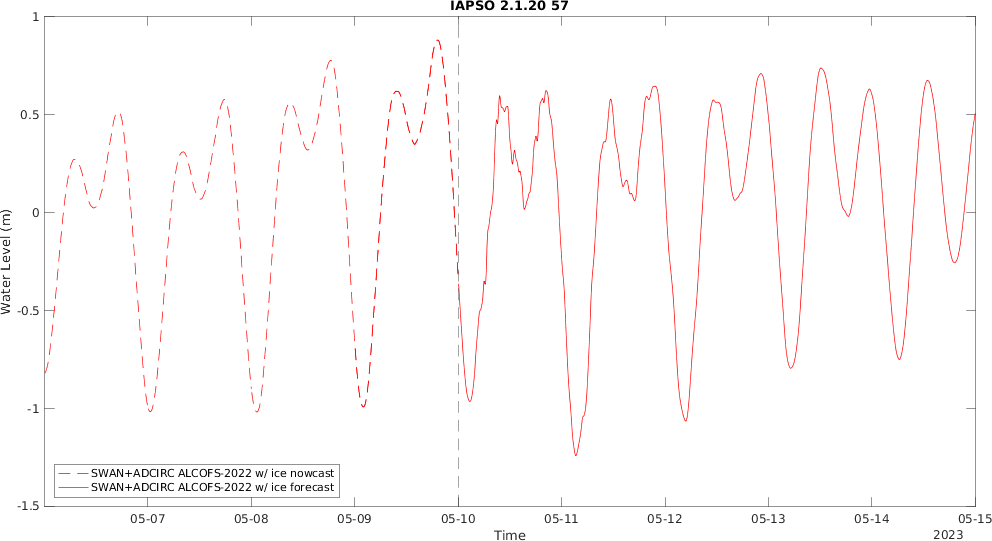 IAPSO 2.1.20 57
Water Level (m)
1
0.5
0
-0.5
-1
-1.5
SWAN+ADCIRC ALCOFS-2022 w/ ice nowcast
SWAN+ADCIRC ALCOFS-2022 w/ ice forecast
05-07 05-08 05-09 05-10 05-11 05-12 05-13 05-14 05-15
Time
2023